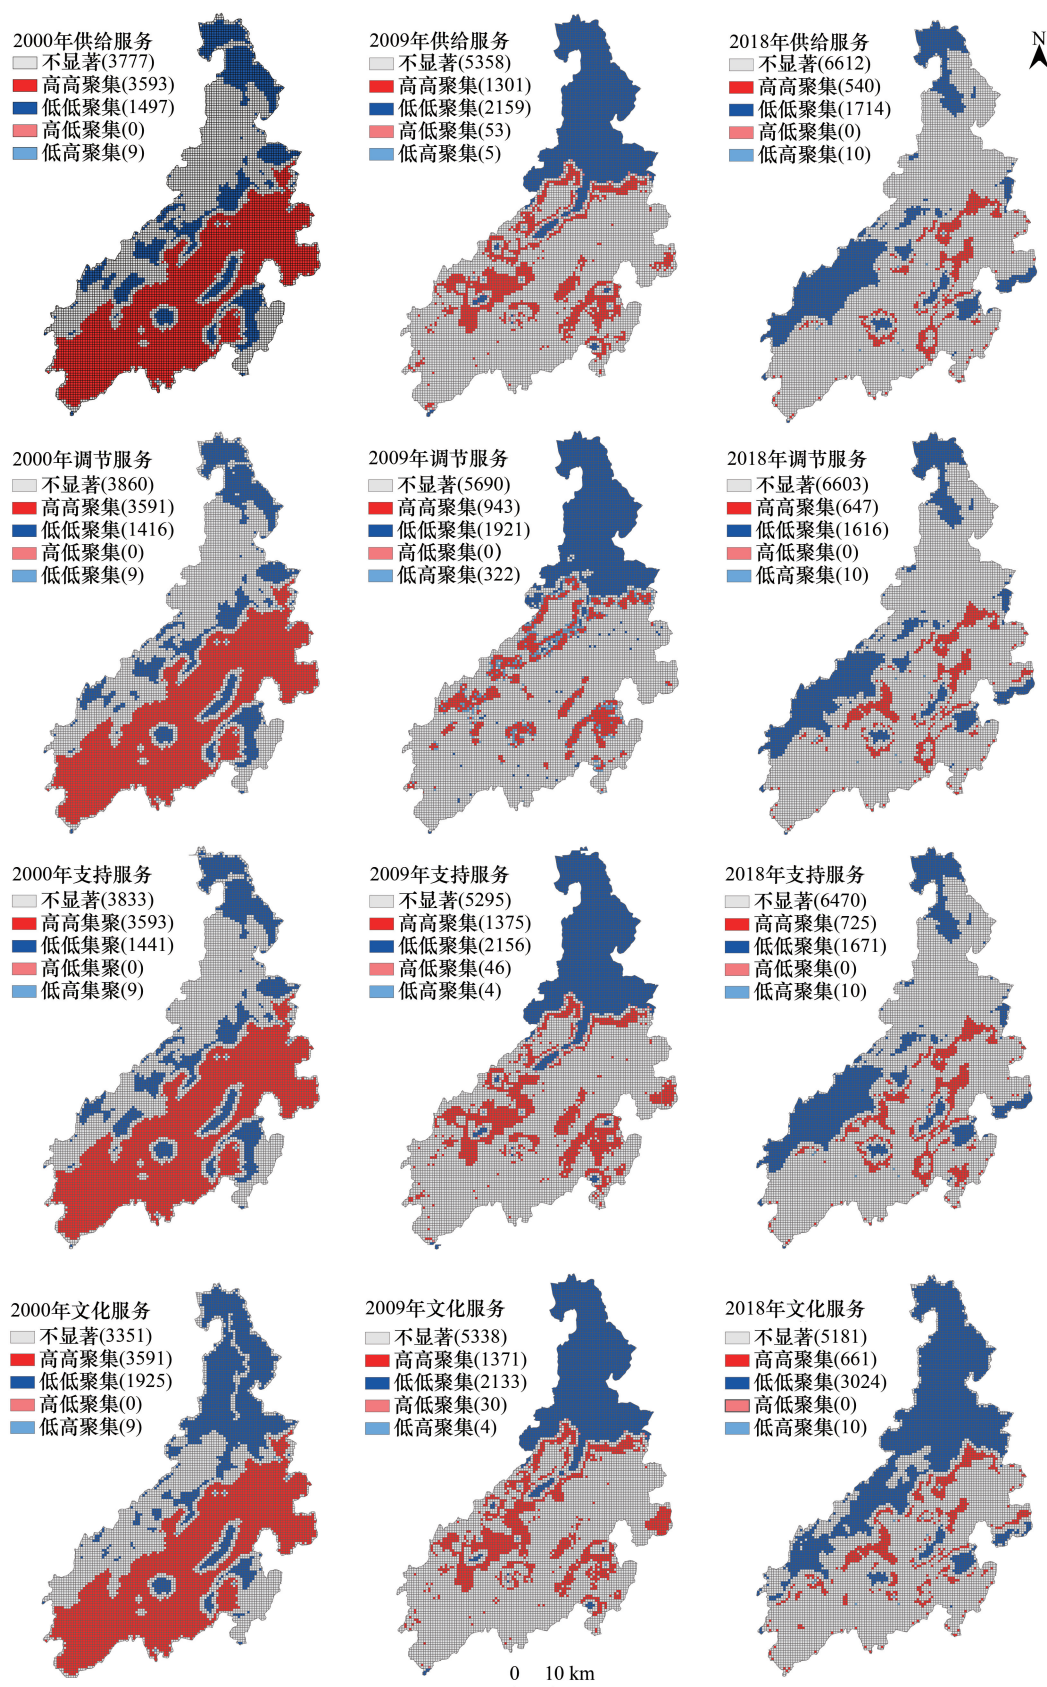 N
2000年供给服务
不显著(3777)
高高聚集(3593)
低低聚集(1497)
高低聚集(0)
低高聚集(9)
2009年供给服务
不显著(5358)
高高聚集(1301)
低低聚集(2159)
高低聚集(53)
低高聚集(5)
2018年供给服务
不显著(6612)
高高聚集(540)
低低聚集(1714)
高低聚集(0)
低高聚集(10)
2000年调节服务
不显著(3860)
高高聚集(3591)
低低聚集(1416)
高低聚集(0)
低低聚集(9)
2009年调节服务
不显著(5690)
高高聚集(943)
低低聚集(1921)
高低聚集(0)
低高聚集(322)
2018年调节服务
不显著(6603)
高高聚集(647)
低低聚集(1616)
高低聚集(0)
低高聚集(10)
2000年支持服务
不显著(3833)
高高集聚(3593)
低低集聚(1441)
高低集聚(0)
低高集聚(9)
2009年支持服务
不显著(5295)
高高聚集(1375)
低低聚集(2156)
高低聚集(46)
低高聚集(4)
2018年支持服务
不显著(6470)
高高聚集(725)
低低聚集(1671)
高低聚集(0)
低高聚集(10)
2000年文化服务
不显著(3351)
高高聚集(3591)
低低聚集(1925)
高低聚集(0)
低高聚集(9)
2009年文化服务
不显著(5338)
高高聚集(1371)
低低聚集(2133)
高低聚集(30)
低高聚集(4)
2018年文化服务
不显著(5181)
高高聚集(661)
低低聚集(3024)
高低聚集(0)
低高聚集(10)
0 10 km